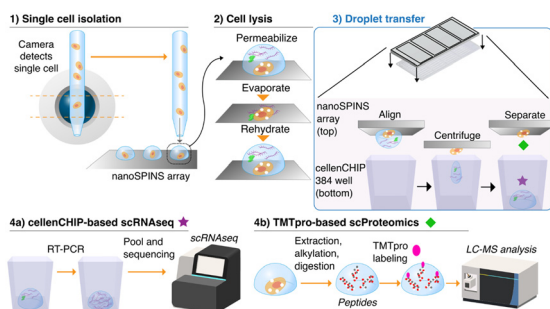 1) Single cell isolation
Camera
detects
single cell
nanoSPINS array
2) Cell lysis
Permeabilize
Evaporate
Rehydrate
3) Droplet transfer
nanoSPINS
array
(top)
Align
Centrifuge
Separate
cellenCHIP
384 well
(bottom)
4a) cellenCHIP-based scRNAseq
RT-PCR
Pool and
sequencing
scRNAseq
4b) TMTpro-based scProteomics
Extraction,
alkylation,
digestion
Peptides
TMTpro
labeling
LC-MS analysis